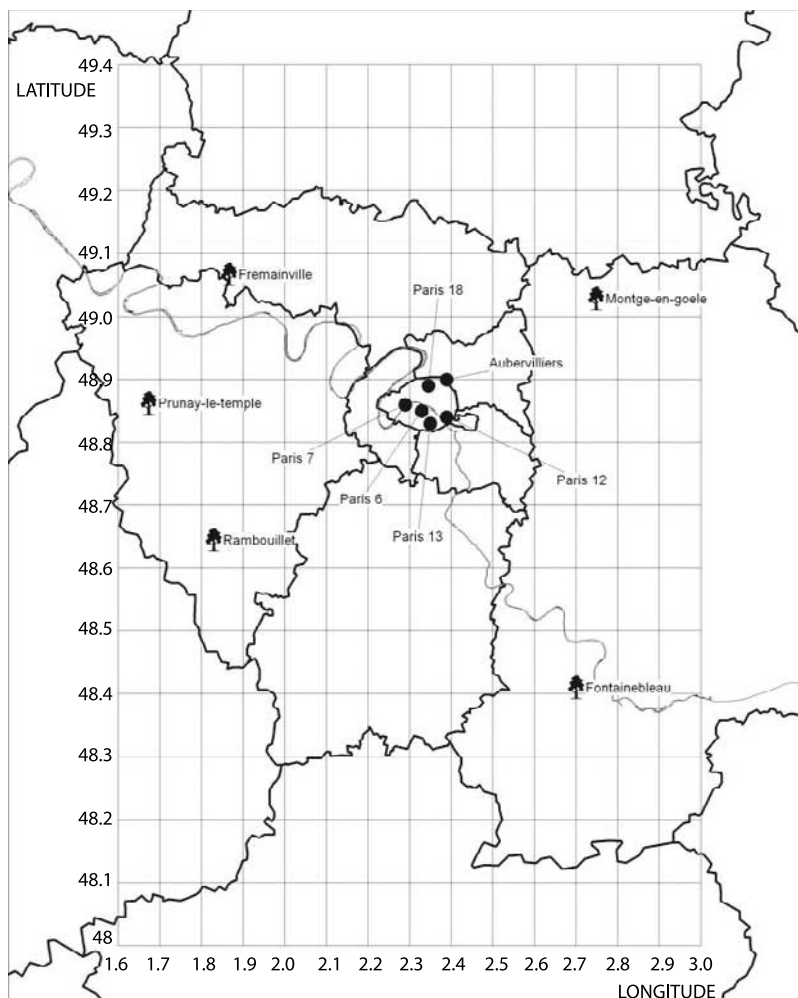 49.4
LATITUDE
49.3
49.2
49.1
Fremainville
Paris 18
Montge-en-goele
49.0
Aubervilliers
48.9
Prunay-le-temple
48.8
Paris 7
Paris 12
Paris 6
48.7
Paris 13
Rambouillet
48.6
48.5
48.4
Fontainebleau
48.3
48.2
48.1
48
1.6 1.7 1.8 1.9 2.0 2.1 2.2 2.3 2.4 2.5 2.6 2.7 2.8 2.9 3.0
LONGITUDE